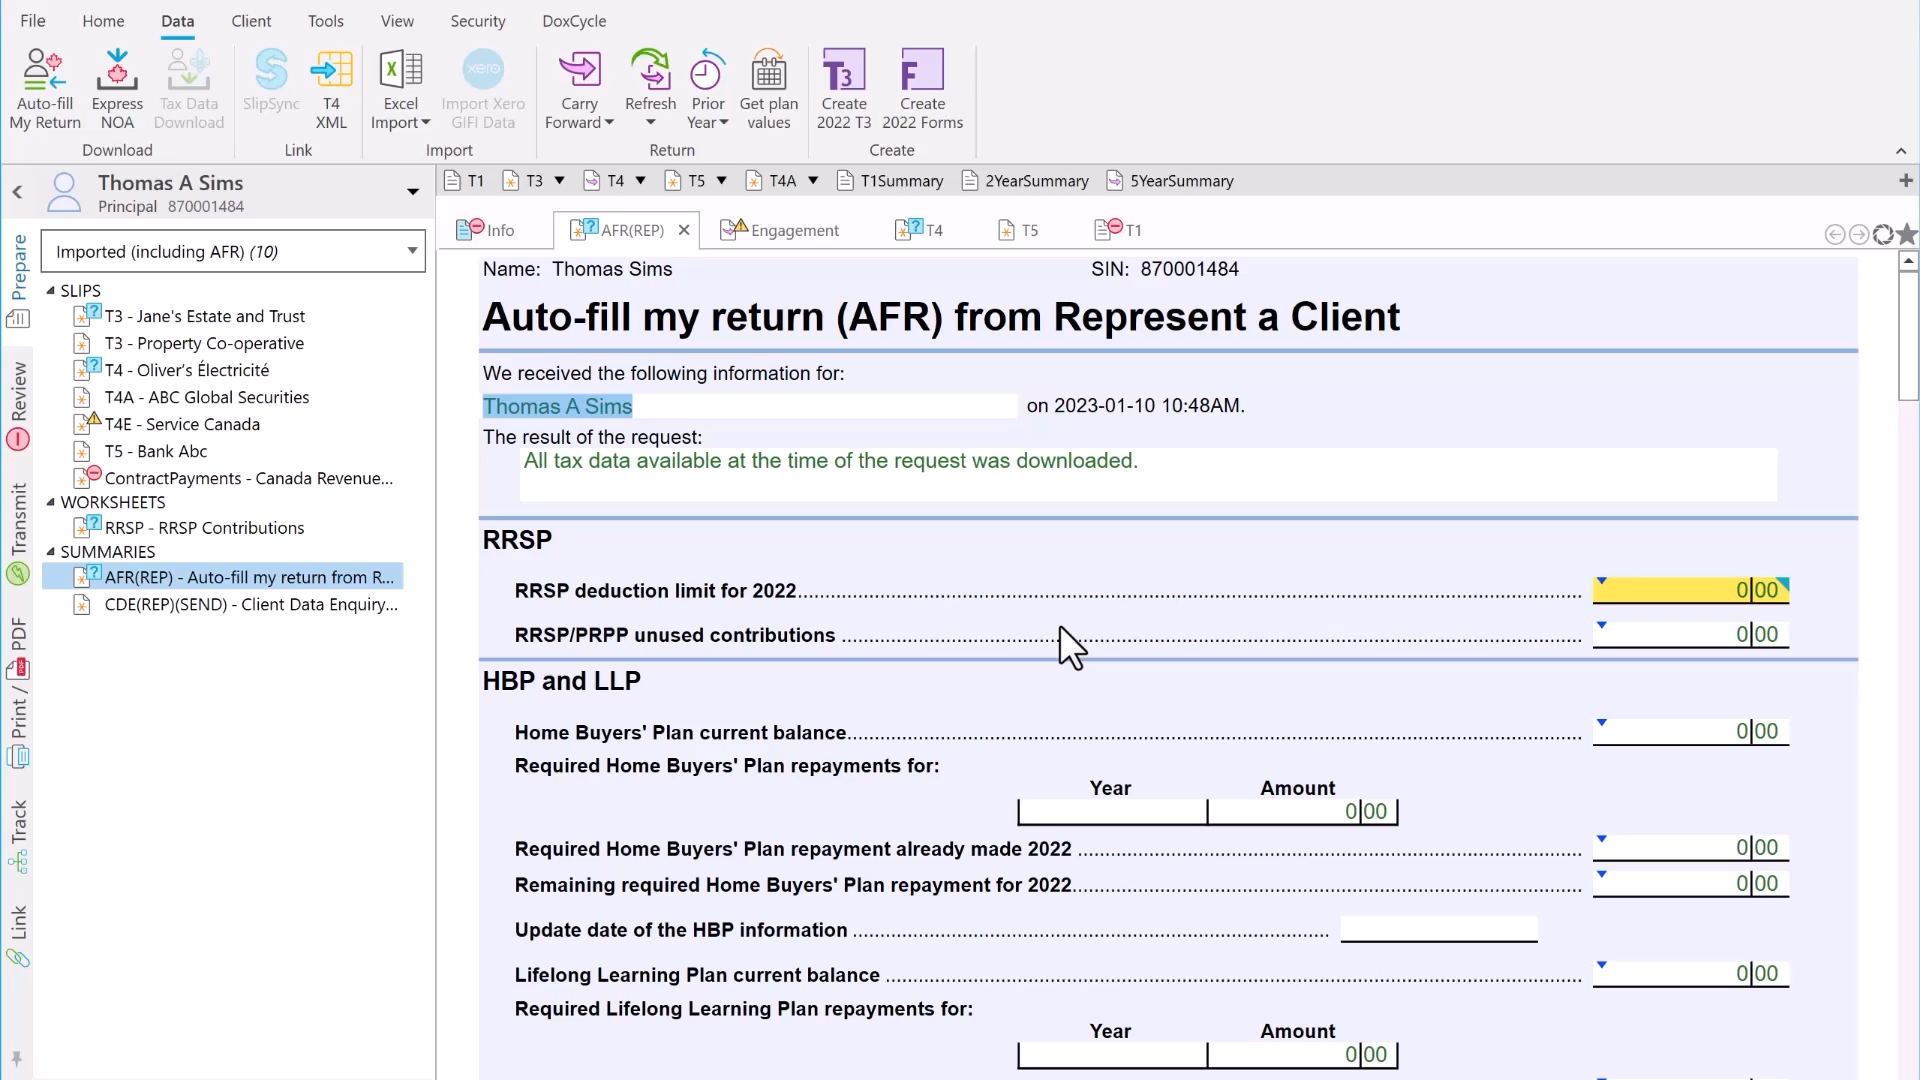 File Home Data Client Tools View Security DoxCycle
Auto-fill My Return
Express NOA
Tax Data Download
Download
SlipSync
T4 XML
Link
Excel Import
xero
Import Xero GIFI Data
Import
Carry Forward
Refresh
Prior Year
Get plan values
Return
T3
Create 2022 T3
F
Create 2022 Forms
Create
Thomas A Sims
Principal 870001484
T1 T3 T4 T5 T4A T1Summary 2YearSummary 5YearSummary
Info AFR(REP) Engagement T4 T5 T1
Prepare
Review
Transmit
Print / PDF
Track
Link
Imported (including AFR) (10)
SLIPS
T3 - Jane's Estate and Trust
T3 - Property Co-operative
T4 - Oliver's Électricité
T4A - ABC Global Securities
T4E - Service Canada
T5 - Bank Abc
ContractPayments - Canada Revenue...
WORKSHEETS
RRSP - RRSP Contributions
SUMMARIES
AFR(REP) - Auto-fill my return from R...
CDE(REP)(SEND) - Client Data Enquiry...
Name: Thomas Sims SIN: 870001484
Auto-fill my return (AFR) from Represent a Client
We received the following information for:
Thomas A Sims on 2023-01-10 10:48AM.
The result of the request:
All tax data available at the time of the request was downloaded.
RRSP
RRSP deduction limit for 2022 0|00
RRSP/PRPP unused contributions 0|00
HBP and LLP
Home Buyers' Plan current balance 0|00
Required Home Buyers' Plan repayments for:
Year Amount
0|00
Required Home Buyers' Plan repayment already made 2022 0|00
Remaining required Home Buyers' Plan repayment for 2022 0|00
Update date of the HBP information
Lifelong Learning Plan current balance 0|00
Required Lifelong Learning Plan repayments for:
Year Amount
0|00